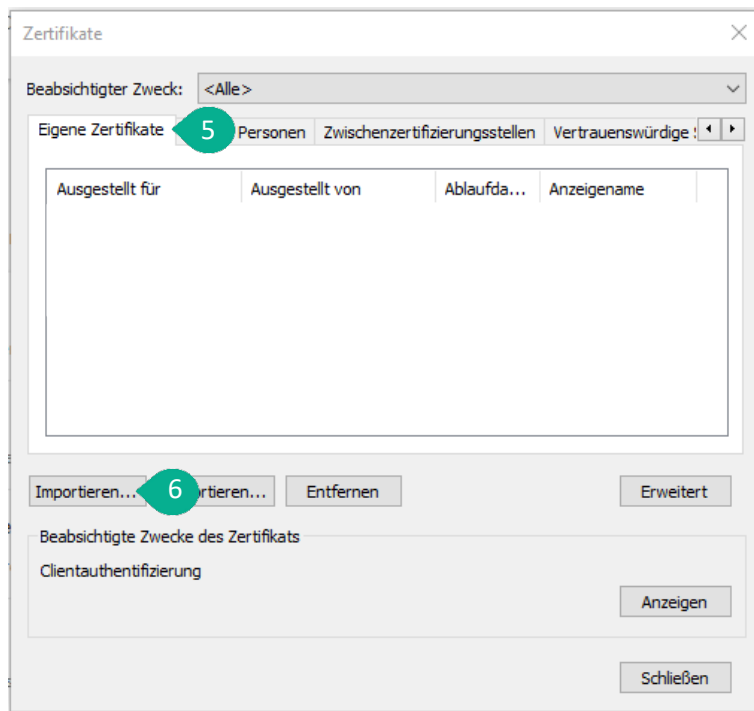 Zertifikate
Beabsichtigter Zweck: <Alle>
Eigene Zertifikate 5 Personen Zwischenzertifizierungsstellen Vertrauenswürdige
Ausgestellt für Ausgestellt von Ablaufda... Anzeigename
Importieren... 6 rtieren... Entfernen Erweitert
Beabsichtigte Zwecke des Zertifikats
Clientauthentifizierung
Anzeigen
Schließen